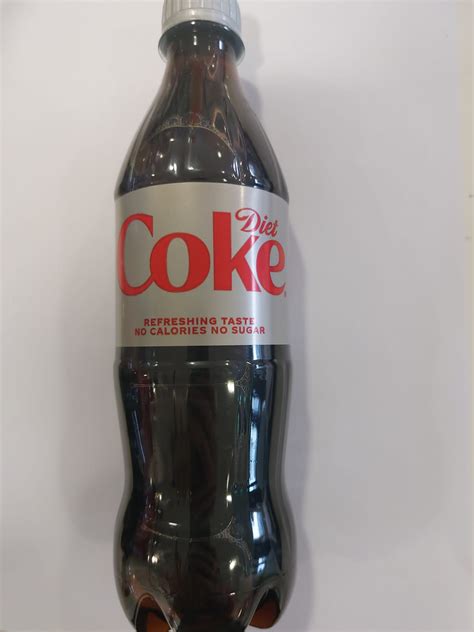 Diet
Coke
REFRESHING TASTE
NO CALORIES NO SUGAR